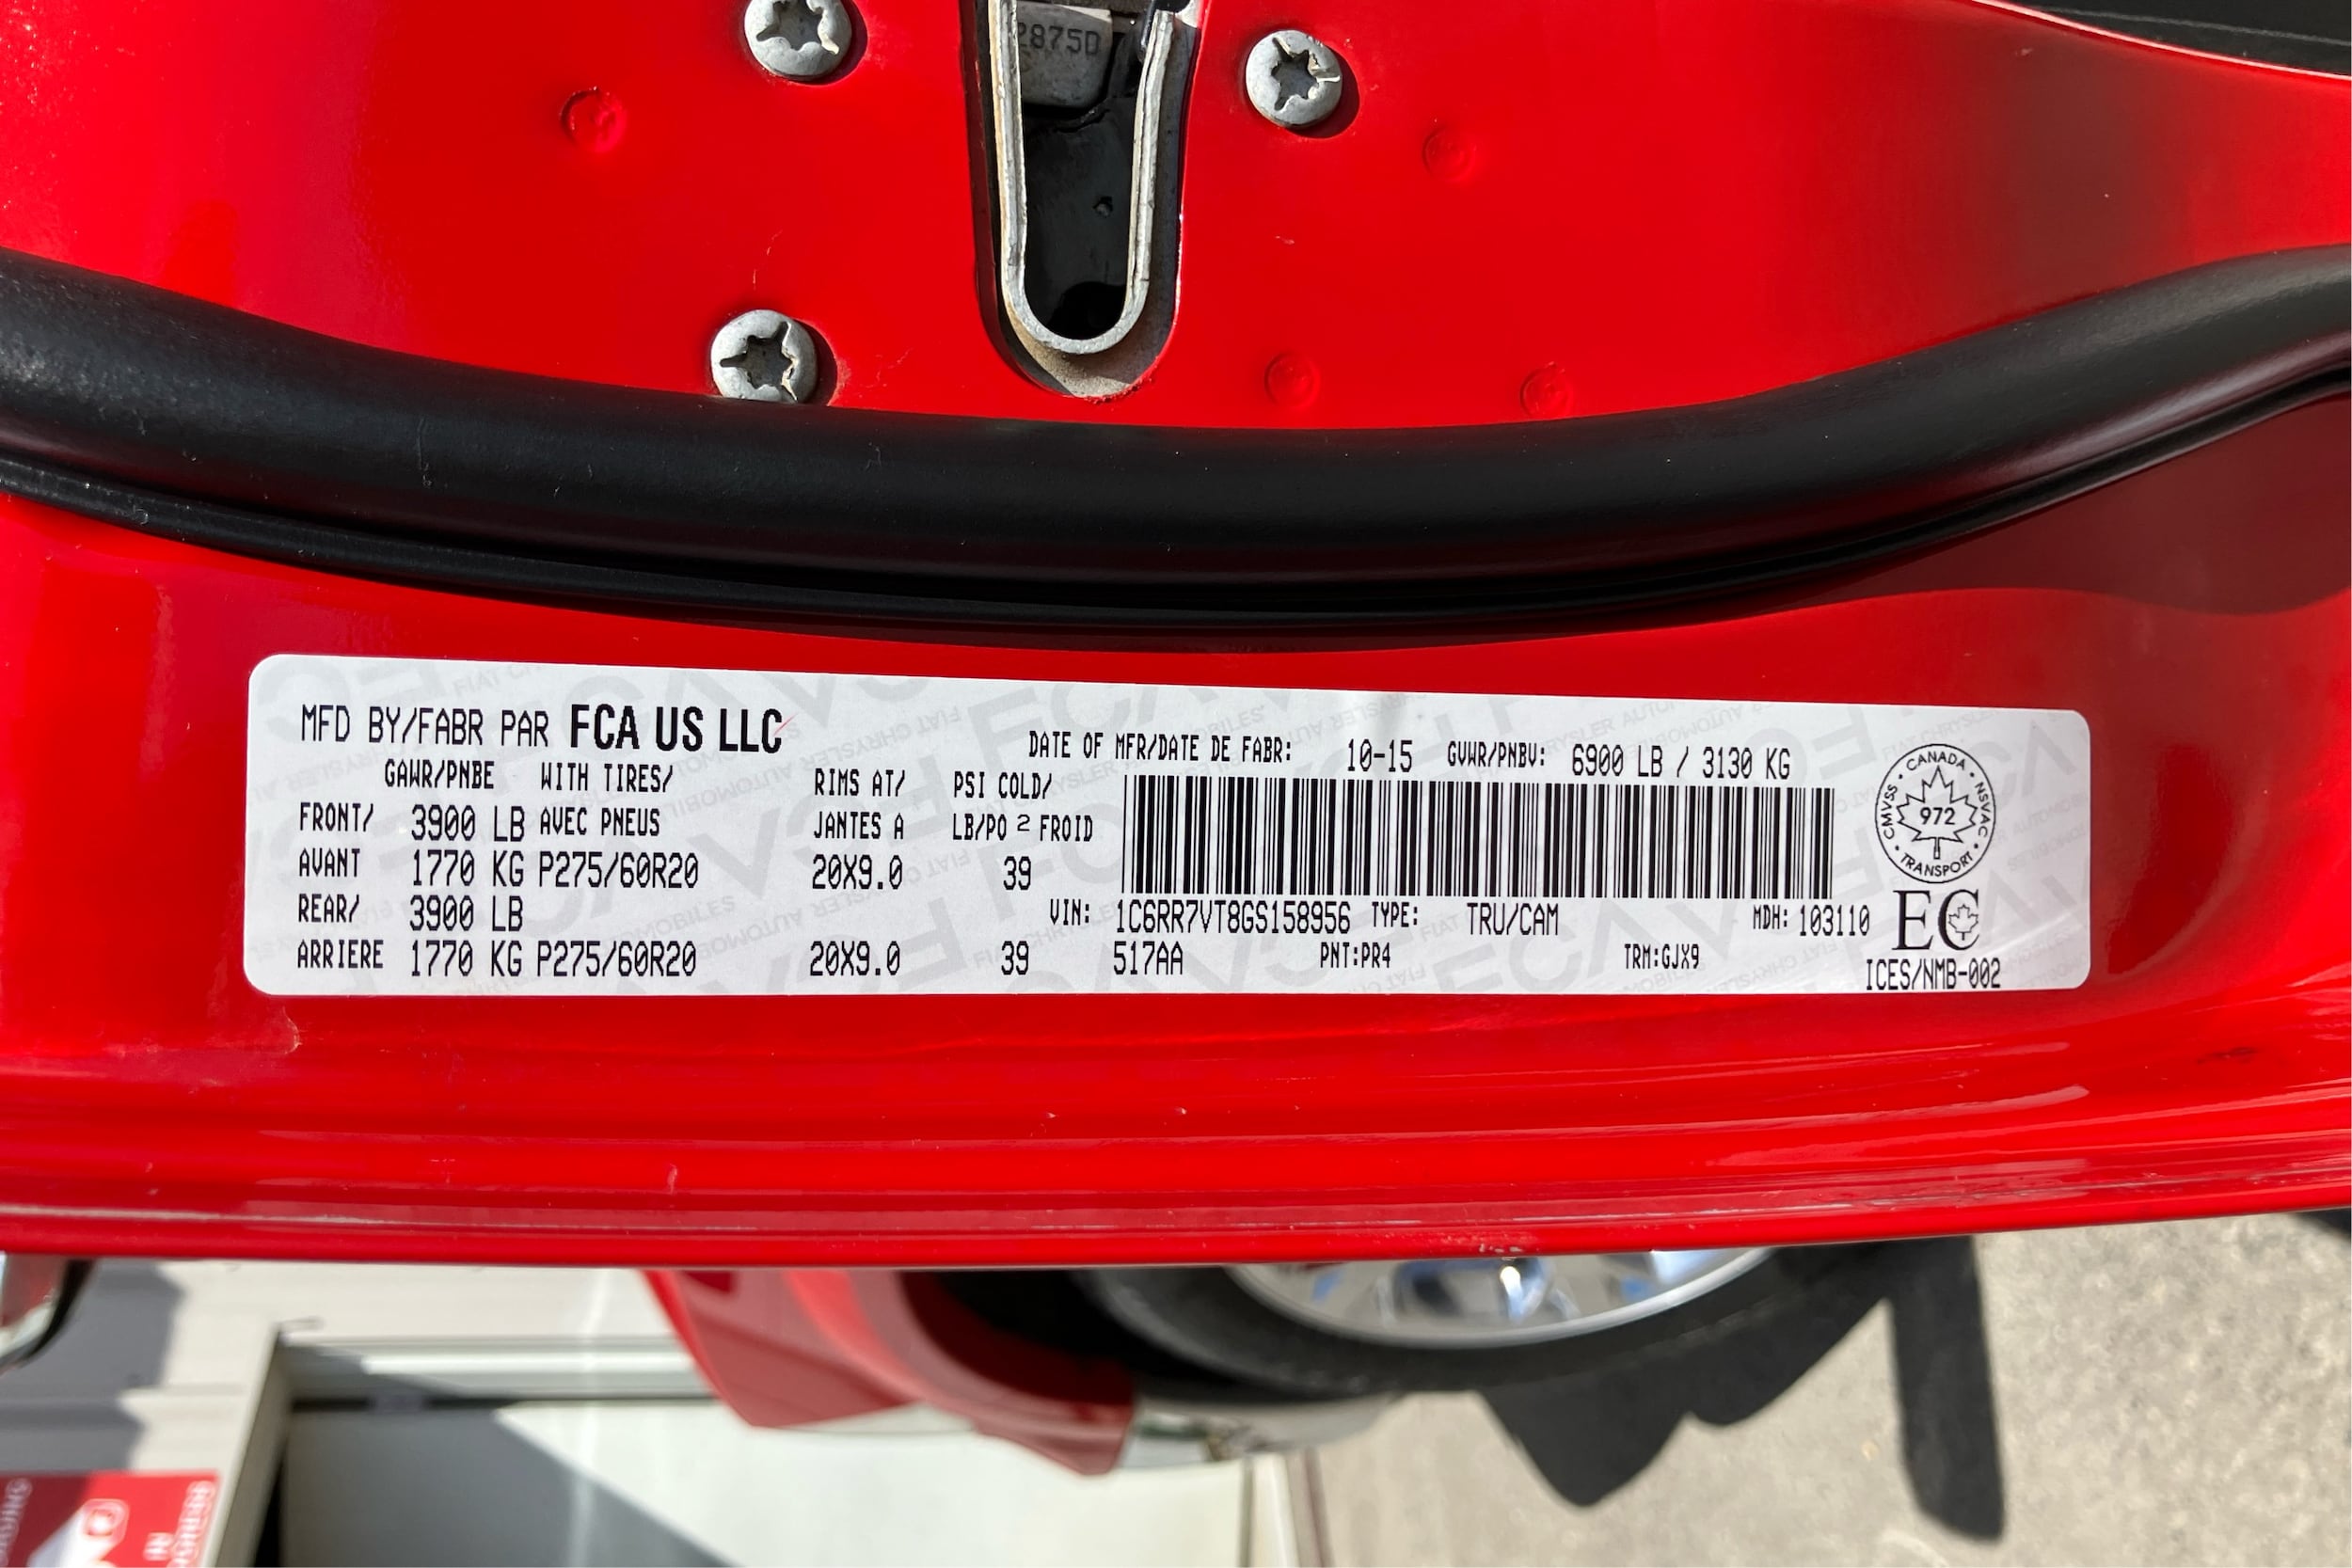 2875D
MFD BY/FABR PAR FCA US LLC
DATE OF MFR/DATE DE FABR: 10-15 GVWR/PNBV: 6900 LB / 3130 KG
GAWR/PNBE WITH TIRES/ RIMS AT/ PSI COLD/
FRONT/ 3900 LB AVEC PNEUS JANTES A LB/PO 2 FROID
AVANT 1770 KG P275/60R20 20X9.0 39
REAR/ 3900 LB
ARRIERE 1770 KG P275/60R20 20X9.0 39
VIN: 1C6RR7VT8GS158956 TYPE: TRU/CAM MDH: 103110
517AA PNT:PR4 TRM:GJX9
CANADA
CMVSS 972 NSVAC
TRANSPORT
EC
ICES/NMB-002